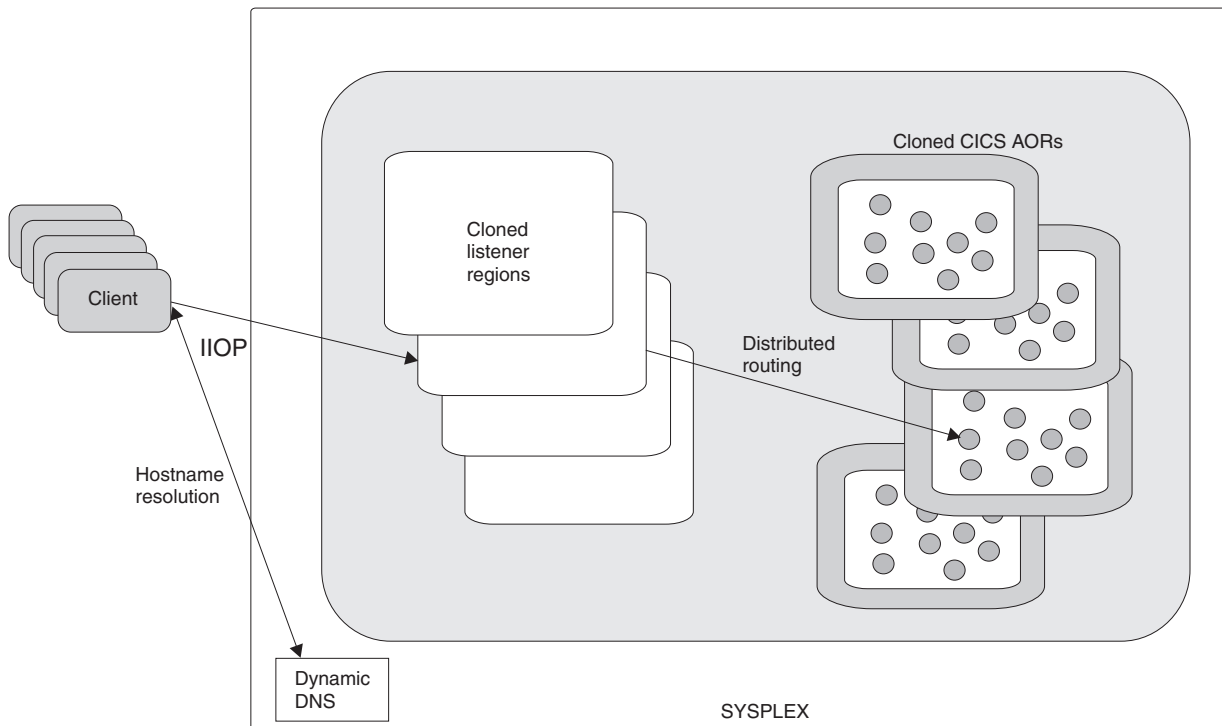 Cloned CICS AORs
Cloned
listener
regions
Client
IIOP
Distributed
routing
Hostname
resolution
Dynamic
DNS
SYSPLEX